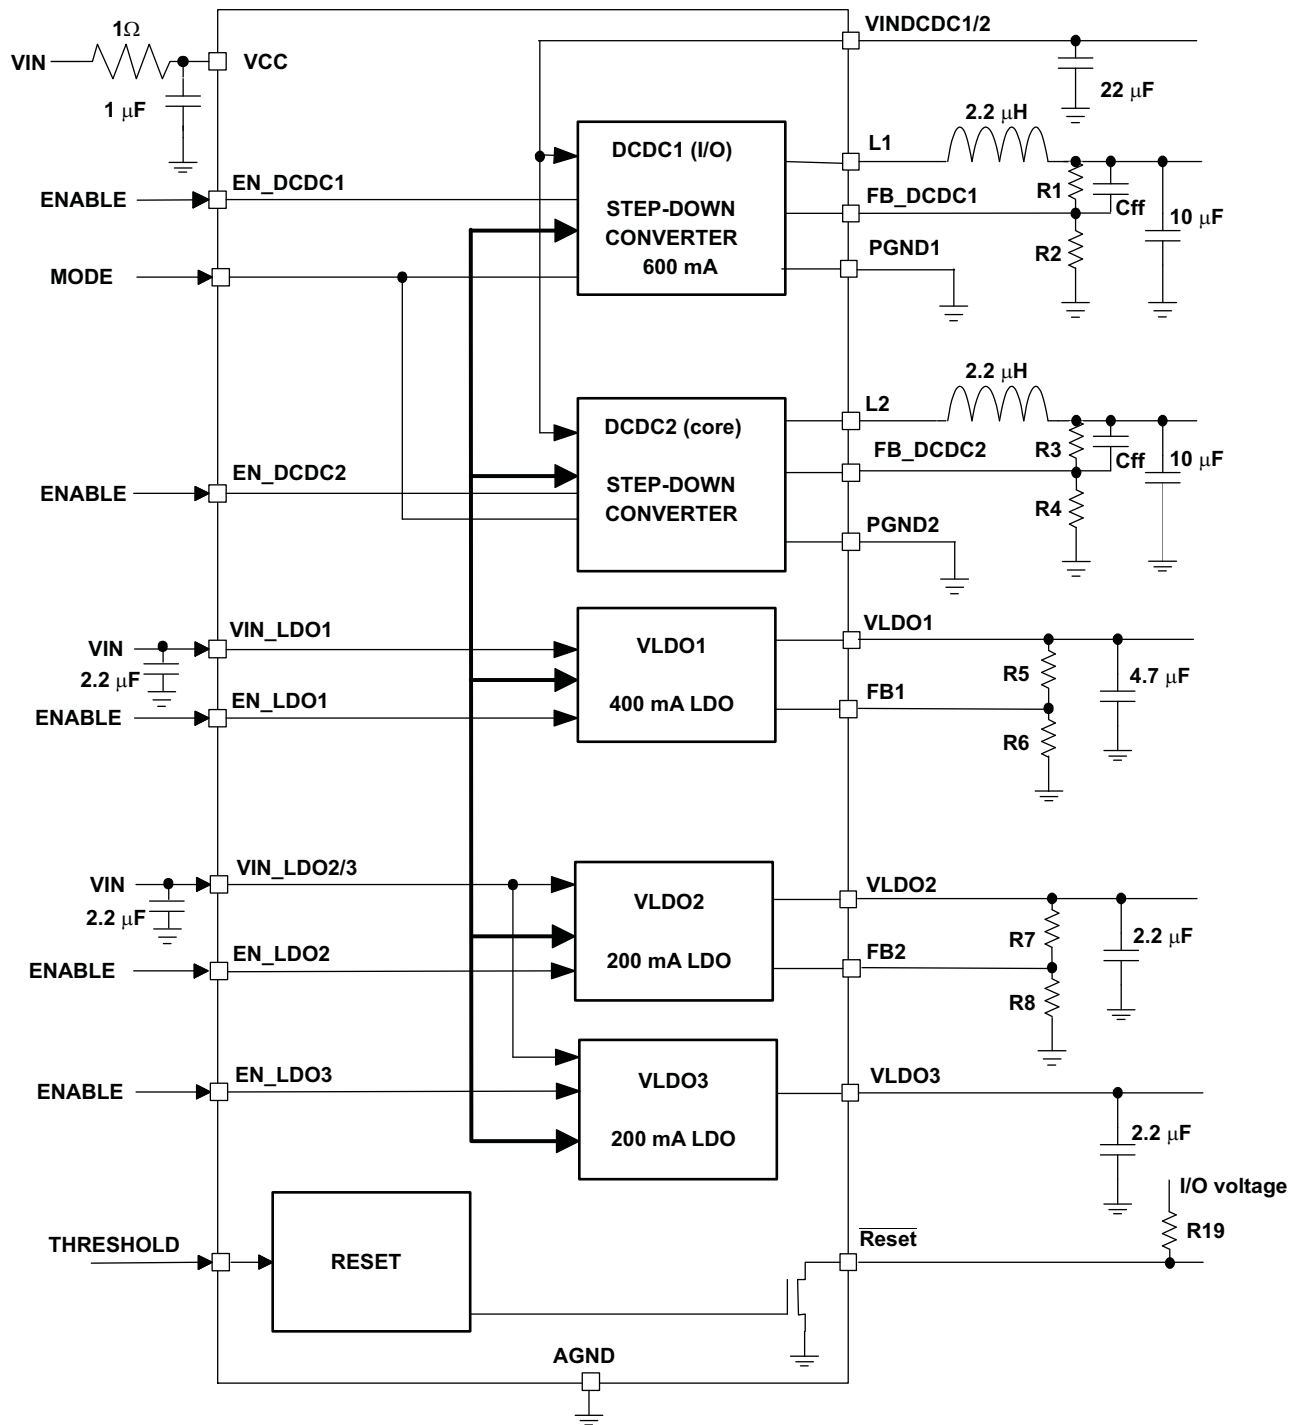 1Ω
VIN
VCC
1 μF
VINDCDC1/2
22 μF
2.2 μH
L1
DCDC1 (I/O)
STEP-DOWN
CONVERTER
600 mA
ENABLE
EN_DCDC1
FB_DCDC1
R1
Cff
10 μF
R2
MODE
PGND1
2.2 μH
L2
DCDC2 (core)
STEP-DOWN
CONVERTER
FB_DCDC2
R3
Cff
10 μF
R4
ENABLE
EN_DCDC2
PGND2
VIN
VIN_LDO1
2.2 μF
VLDO1
400 mA LDO
VLDO1
R5
4.7 μF
ENABLE
EN_LDO1
FB1
R6
VIN
VIN_LDO2/3
2.2 μF
VLDO2
200 mA LDO
VLDO2
R7
2.2 μF
ENABLE
EN_LDO2
FB2
R8
ENABLE
EN_LDO3
VLDO3
200 mA LDO
VLDO3
2.2 μF
I/O voltage
R19
THRESHOLD
RESET
Reset
AGND